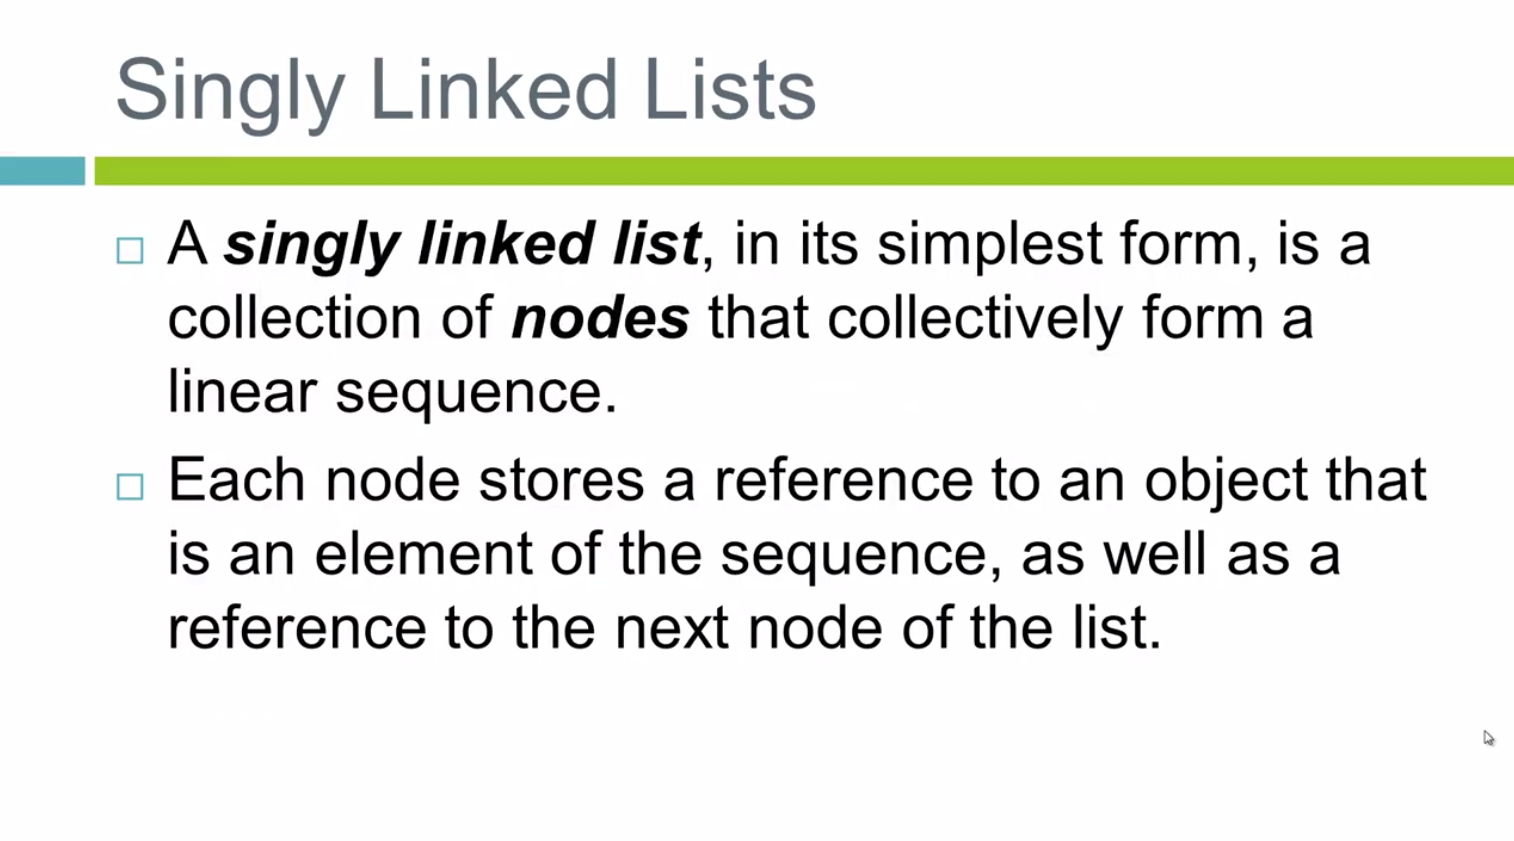 Singly Linked Lists
A singly linked list, in its simplest form, is a
collection of nodes that collectively form a
linear sequence.
Each node stores a reference to an object that
is an element of the sequence, as well as a
reference to the next node of the list.